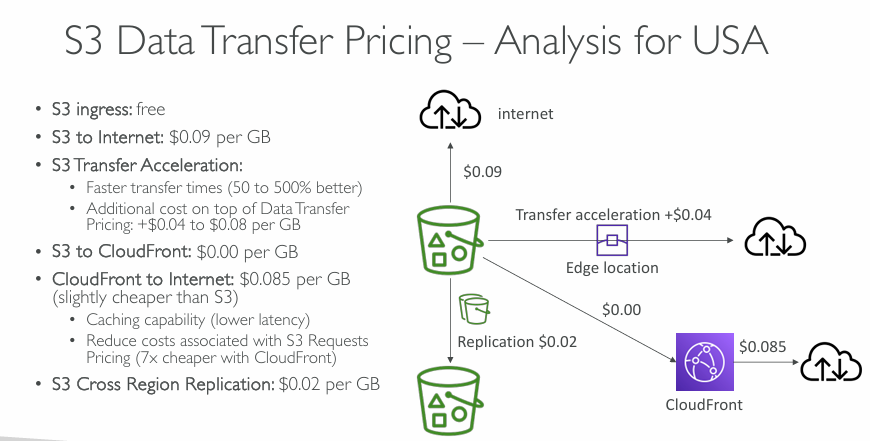 S3 Data Transfer Pricing – Analysis for USA
• S3 ingress: free
• S3 to Internet: $0.09 per GB
• S3 Transfer Acceleration:
• Faster transfer times (50 to 500% better)
• Additional cost on top of Data Transfer
Pricing: +$0.04 to $0.08 per GB
• S3 to CloudFront: $0.00 per GB
• CloudFront to Internet: $0.085 per GB
(slightly cheaper than S3)
• Caching capability (lower latency)
• Reduce costs associated with S3 Requests
Pricing (7x cheaper with CloudFront)
• S3 Cross Region Replication: $0.02 per GB
internet
$0.09
Transfer acceleration +$0.04
Edge location
$0.00
Replication $0.02
$0.085
CloudFront